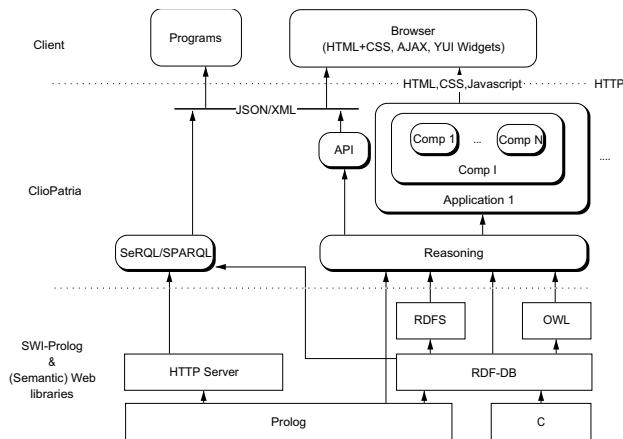 Client
Programs
Browser
(HTML+CSS, AJAX, YUI Widgets)
HTML,CSS,Javascript
HTTP
JSON/XML
API
Comp 1
...
Comp N
Comp I
Application 1
....
ClioPatria
SeRQL/SPARQL
Reasoning
RDFS
OWL
SWI-Prolog
&
(Semantic) Web
libraries
HTTP Server
RDF-DB
Prolog
C